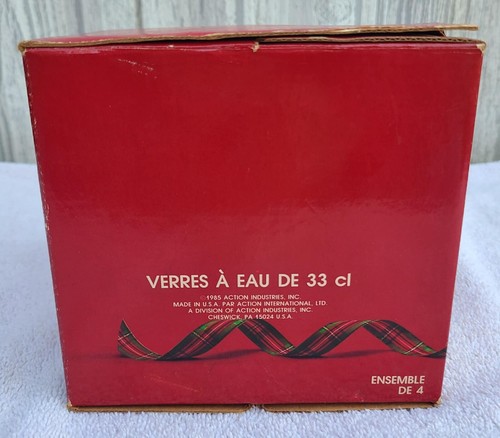 VERRES À EAU DE 33 cl
© 1985 ACTION INDUSTRIES, INC.
MADE IN U.S.A. PAR ACTION INTERNATIONAL, LTD.
A DIVISION OF ACTION INDUSTRIES, INC.
CHESWICK, PA 15024 U.S.A.
ENSEMBLE
DE 4